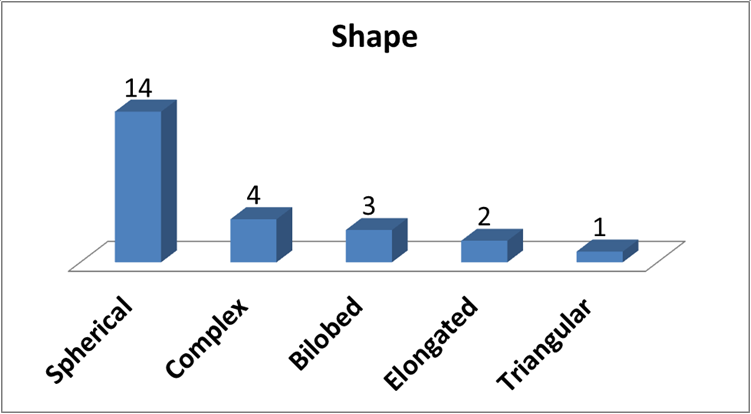 Shape
14
4
3
2
1
Spherical
Complex
Bilobed
Elongated
Triangular